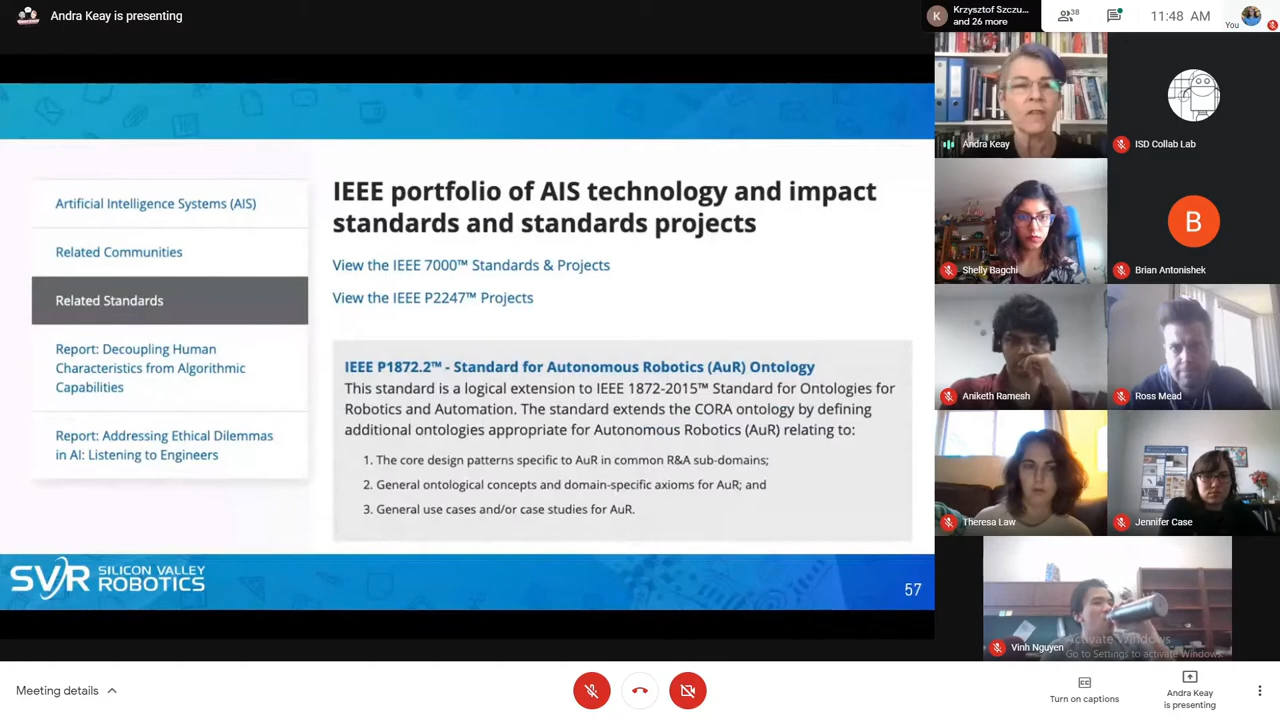 Andra Keay is presenting
K
Krzysztof Szczu...
and 26 more
38
11:48 AM
You
Artificial Intelligence Systems (AIS)
Related Communities
Related Standards
Report: Decoupling Human
Characteristics from Algorithmic
Capabilities
Report: Addressing Ethical Dilemmas
in AI: Listening to Engineers
IEEE portfolio of AIS technology and impact
standards and standards projects
View the IEEE 7000™ Standards & Projects
View the IEEE P2247™ Projects
IEEE P1872.2™ - Standard for Autonomous Robotics (AuR) Ontology
This standard is a logical extension to IEEE 1872-2015™ Standard for Ontologies for
Robotics and Automation. The standard extends the CORA ontology by defining
additional ontologies appropriate for Autonomous Robotics (AuR) relating to:
1. The core design patterns specific to AuR in common R&A sub-domains;
2. General ontological concepts and domain-specific axioms for AuR; and
3. General use cases and/or case studies for AuR.
SVR SILICON VALLEY
ROBOTICS
57
Andra Keay
ISD Collab Lab
Shelly Bagchi
B
Brian Antonishek
Aniketh Ramesh
Ross Mead
Theresa Law
Jennifer Case
Vinh Nguyen
Activate Windows
Go to Settings to activate Windows.
Meeting details
Turn on captions
Andra Keay
is presenting